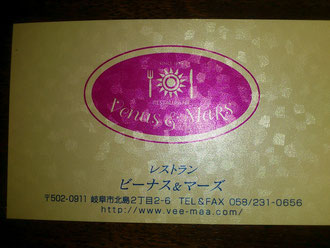 RESTAURANT
Venus & Mars
レストラン
ビーナス&マーズ
〒502-0911 岐阜市北島2丁目2-6 TEL&FAX 058/231-0656
http://www.vee-maa.com/